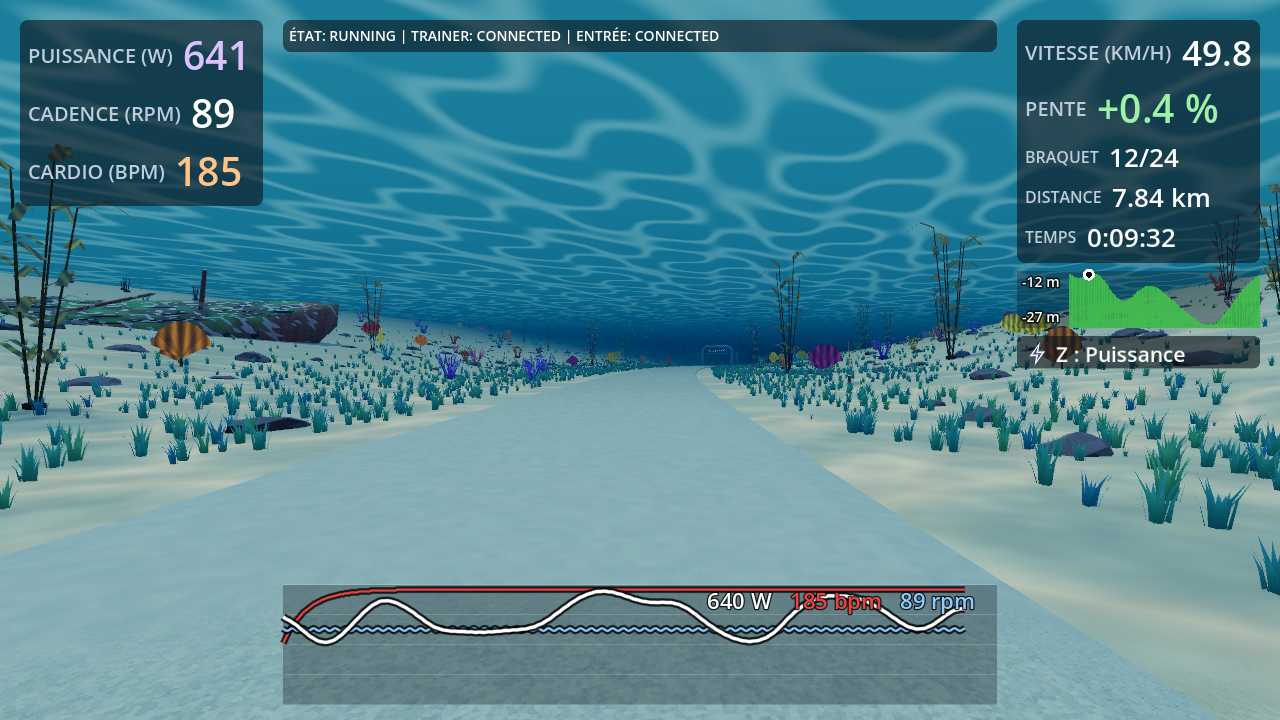 PUISSANCE (W) 641
CADENCE (RPM) 89
CARDIO (BPM) 185
ÉTAT: RUNNING | TRAINER: CONNECTED | ENTRÉE: CONNECTED
VITESSE (KM/H) 49.8
PENTE +0.4 %
BRAQUET 12/24
DISTANCE 7.84 km
TEMPS 0:09:32
-12 m
-27 m
Z : Puissance
640 W 185 bpm 89 rpm